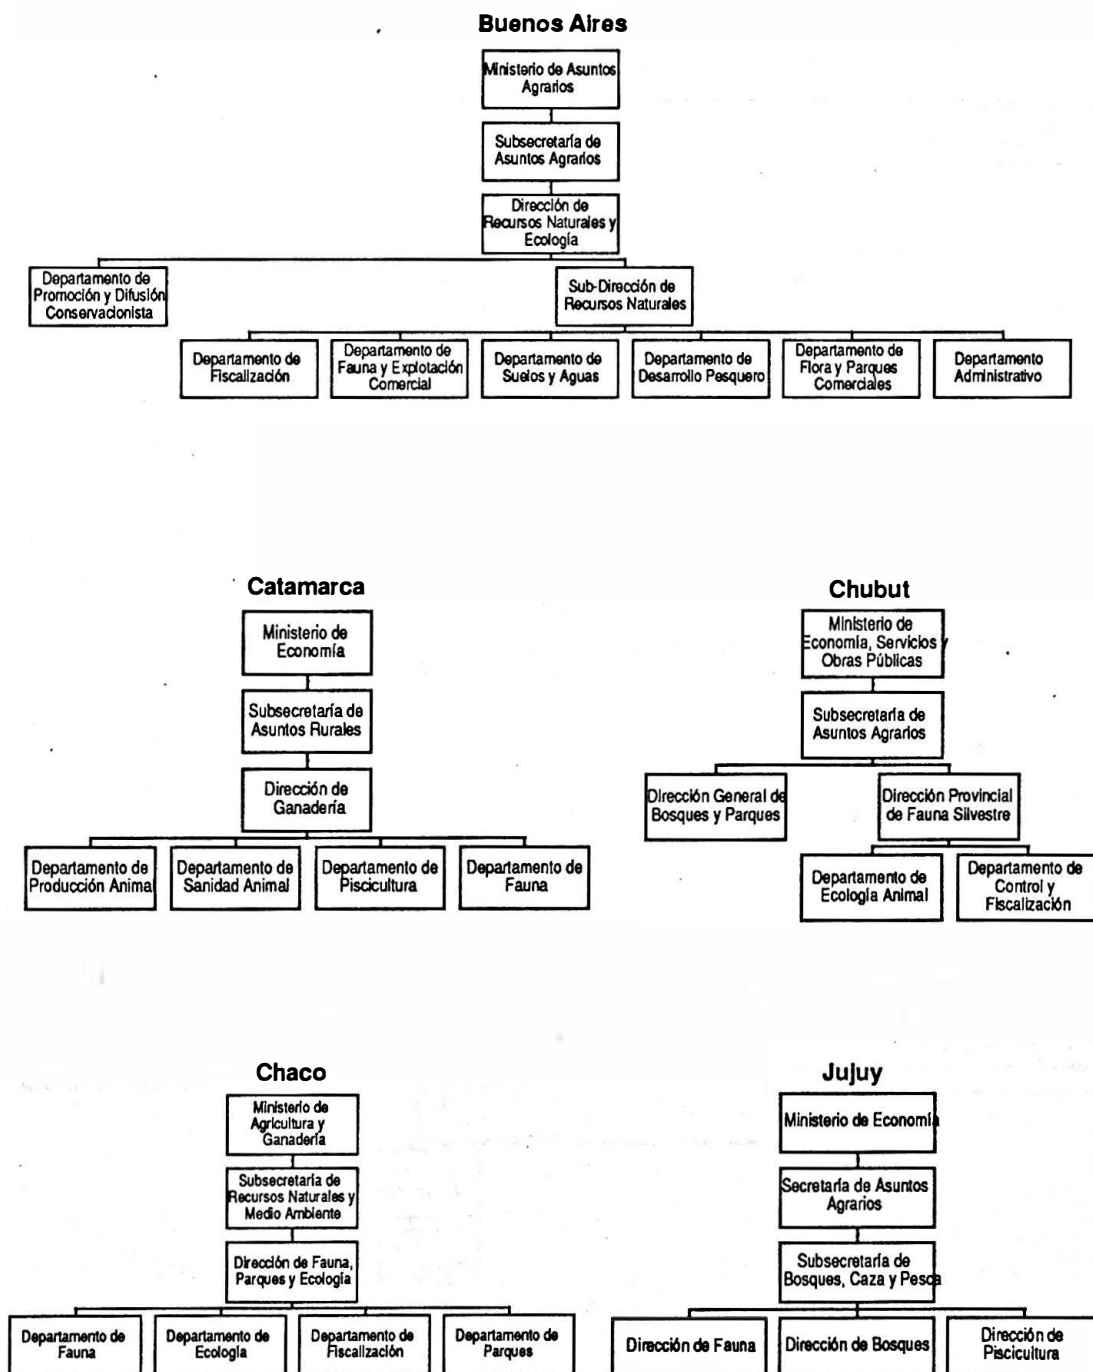 Buenos Aires
Ministerio de Asuntos
Agrarios
Subsecretaría de
Asuntos Agrarios
Dirección de
Recursos Naturales y
Ecología
Departamento de
Promoción y Difusión
Conservacionista
Sub-Dirección de
Recursos Naturales
Departamento de
Fiscalización
Departamento de
Fauna y Explotación
Comercial
Departamento de
Suelos y Aguas
Departamento de
Desarrollo Pesquero
Departamento de
Flora y Parques
Comerciales
Departamento
Administrativo
Catamarca
Ministerio de
Economía
Subsecretaría de
Asuntos Rurales
Dirección de
Ganadería
Departamento de
Producción Animal
Departamento de
Sanidad Animal
Departamento de
Piscicultura
Departamento de
Fauna
Chubut
Ministerio de
Economía, Servicios y
Obras Públicas
Subsecretaría de
Asuntos Agrarios
Dirección General de
Bosques y Parques
Dirección Provincial
de Fauna Silvestre
Departamento de
Ecología Animal
Departamento de
Control y
Fiscalización
Chaco
Ministerio de
Agricultura y
Ganadería
Subsecretaría de
Recursos Naturales y
Medio Ambiente
Dirección de Fauna,
Parques y Ecología
Departamento de
Fauna
Departamento de
Ecología
Departamento de
Fiscalización
Departamento de
Parques
Jujuy
Ministerio de Economía
Secretaría de Asuntos
Agrarios
Subsecretaría de
Bosques, Caza y Pesca
Dirección de Fauna
Dirección de Bosques
Dirección de
Piscicultura